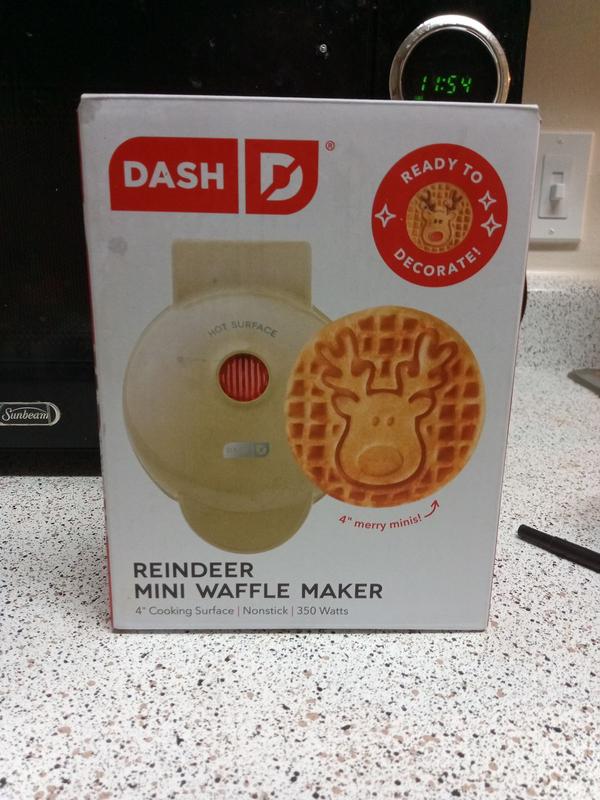 11:54
DASH D®
READY TO
DECORATE!
HOT SURFACE
DASH D
Sunbeam
4" merry minis!
REINDEER
MINI WAFFLE MAKER
4" Cooking Surface | Nonstick | 350 Watts